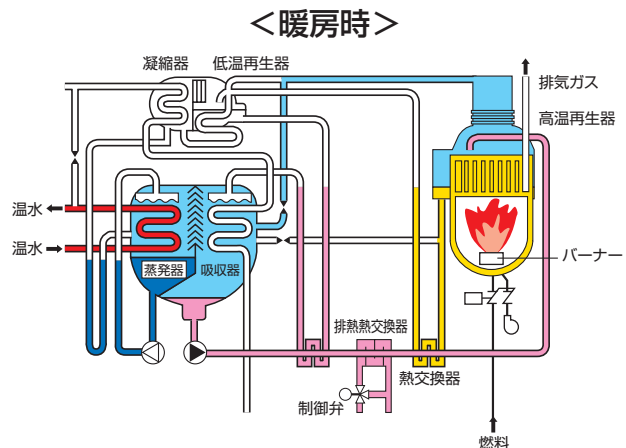 ＜暖房時＞
凝縮器
低温再生器
排気ガス
高温再生器
温水
温水
蒸発器
吸収器
バーナー
排熱熱交換器
熱交換器
制御弁
燃料